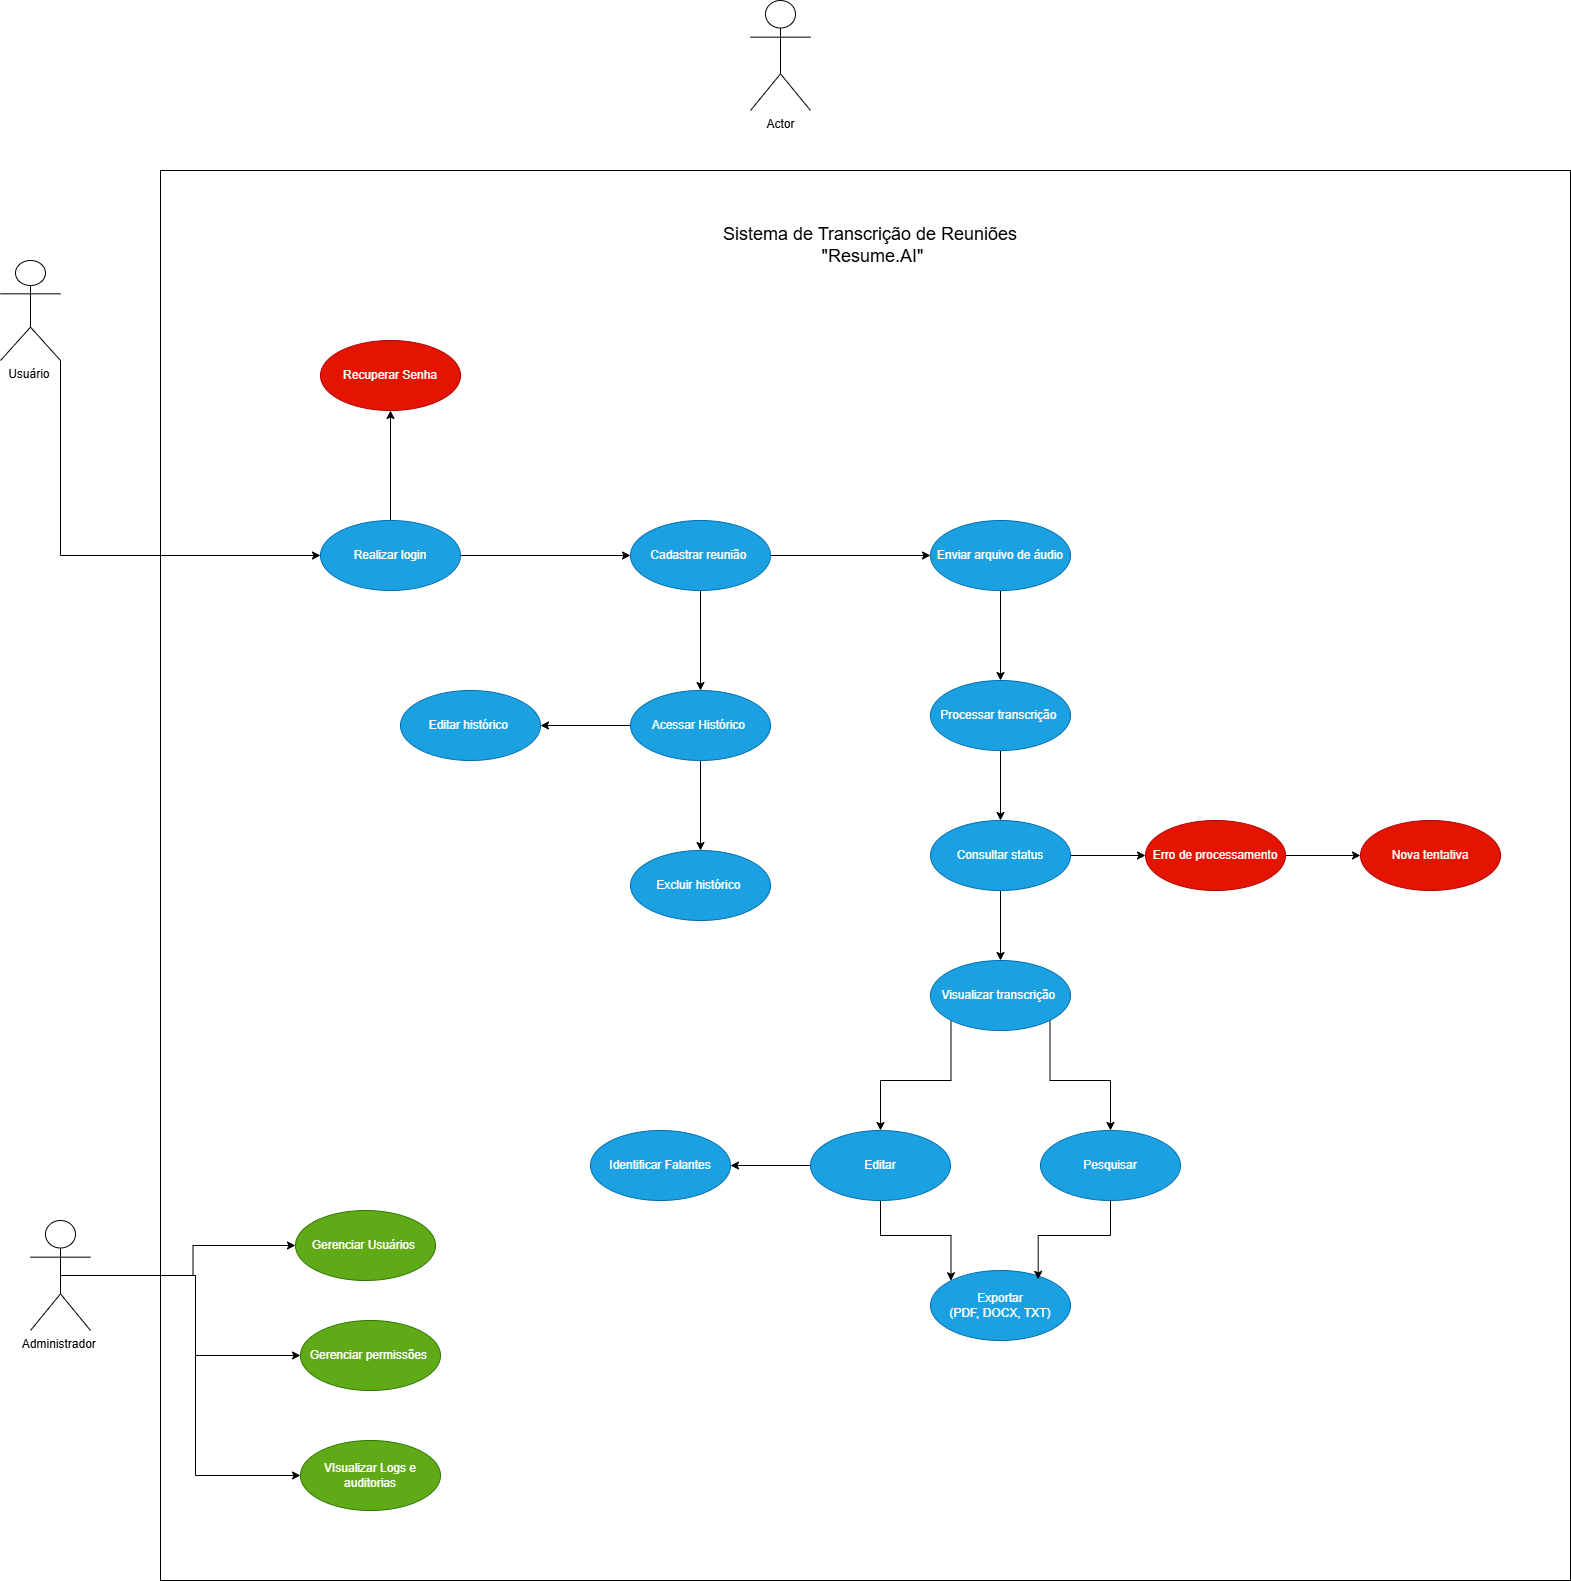 Actor
Sistema de Transcrição de Reuniões
"Resume.AI"
Usuário
Recuperar Senha
Realizar login
Cadastrar reunião
Enviar arquivo de áudio
Processar transcrição
Editar histórico
Acessar Histórico
Consultar status
Erro de processamento
Nova tentativa
Excluir histórico
Visualizar transcrição
Identificar Falantes
Editar
Pesquisar
Gerenciar Usuários
Exportar
(PDF, DOCX, TXT)
Administrador
Gerenciar permissões
VIsualizar Logs e
auditorias